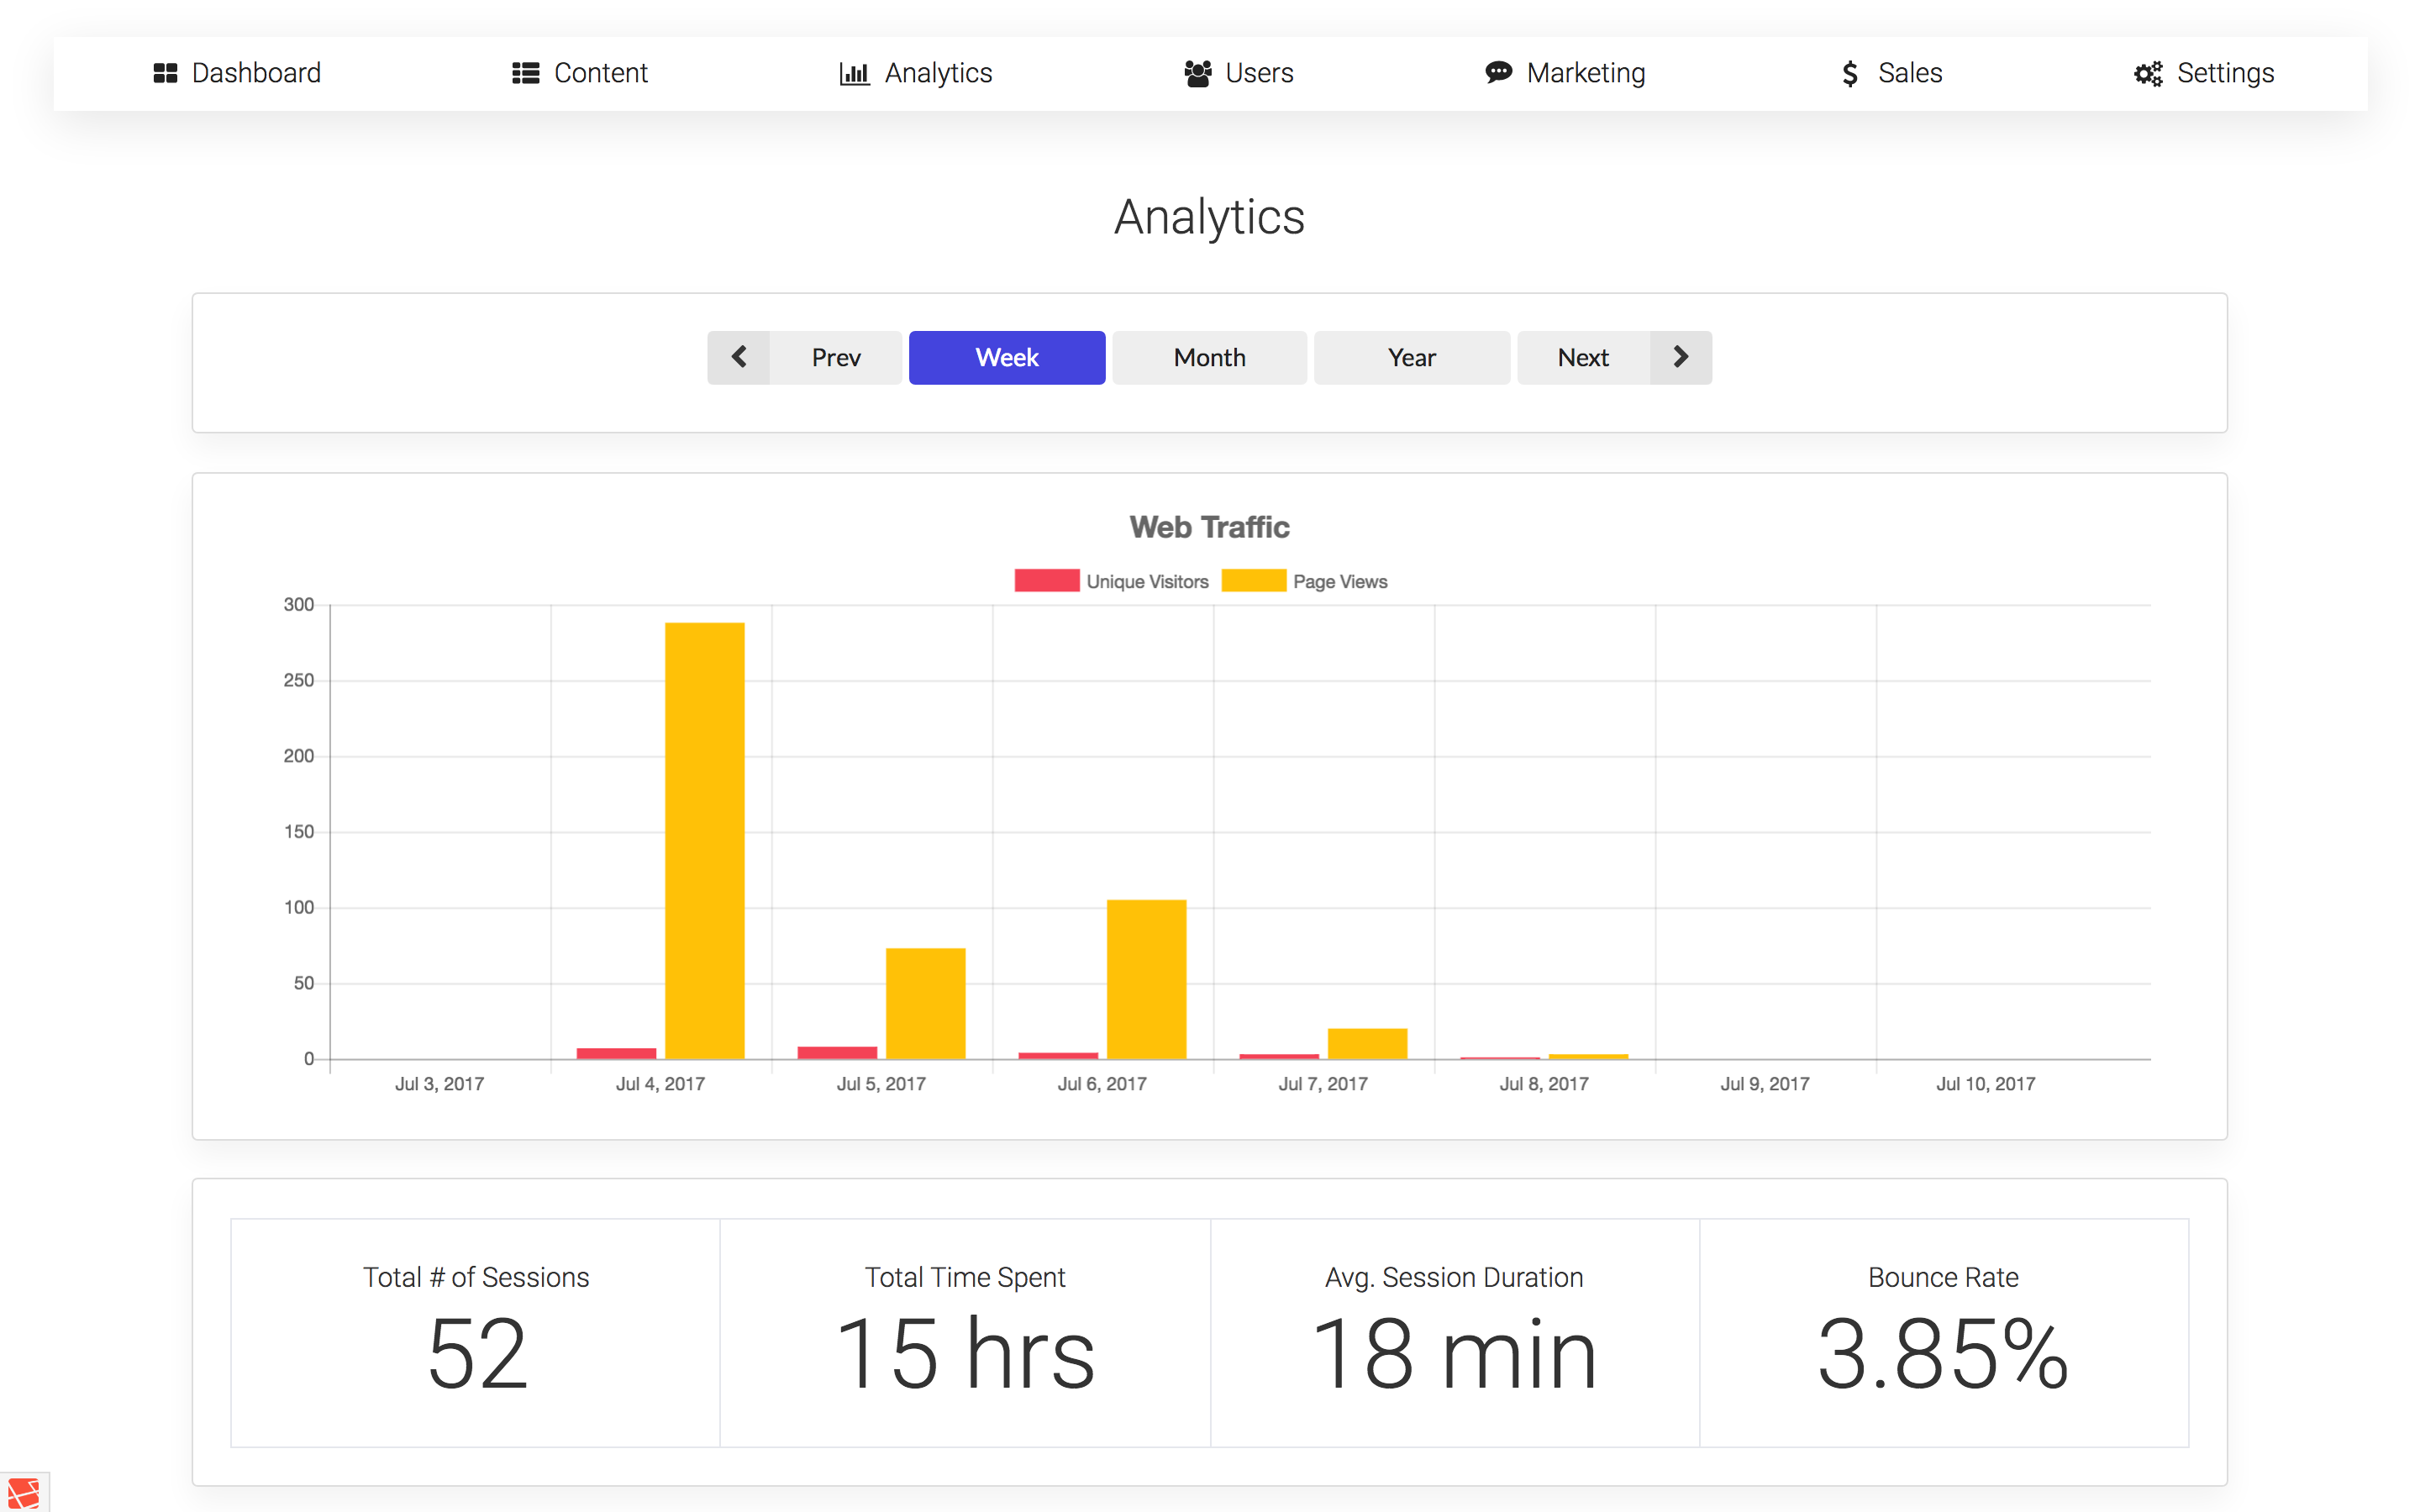 Dashboard Content Analytics Users Marketing Sales Settings
Analytics
Prev Week Month Year Next
Web Traffic
Unique Visitors Page Views
300
250
200
150
100
50
0
Jul 3, 2017 Jul 4, 2017 Jul 5, 2017 Jul 6, 2017 Jul 7, 2017 Jul 8, 2017 Jul 9, 2017 Jul 10, 2017
Total # of Sessions Total Time Spent Avg. Session Duration Bounce Rate
52 15 hrs 18 min 3.85%